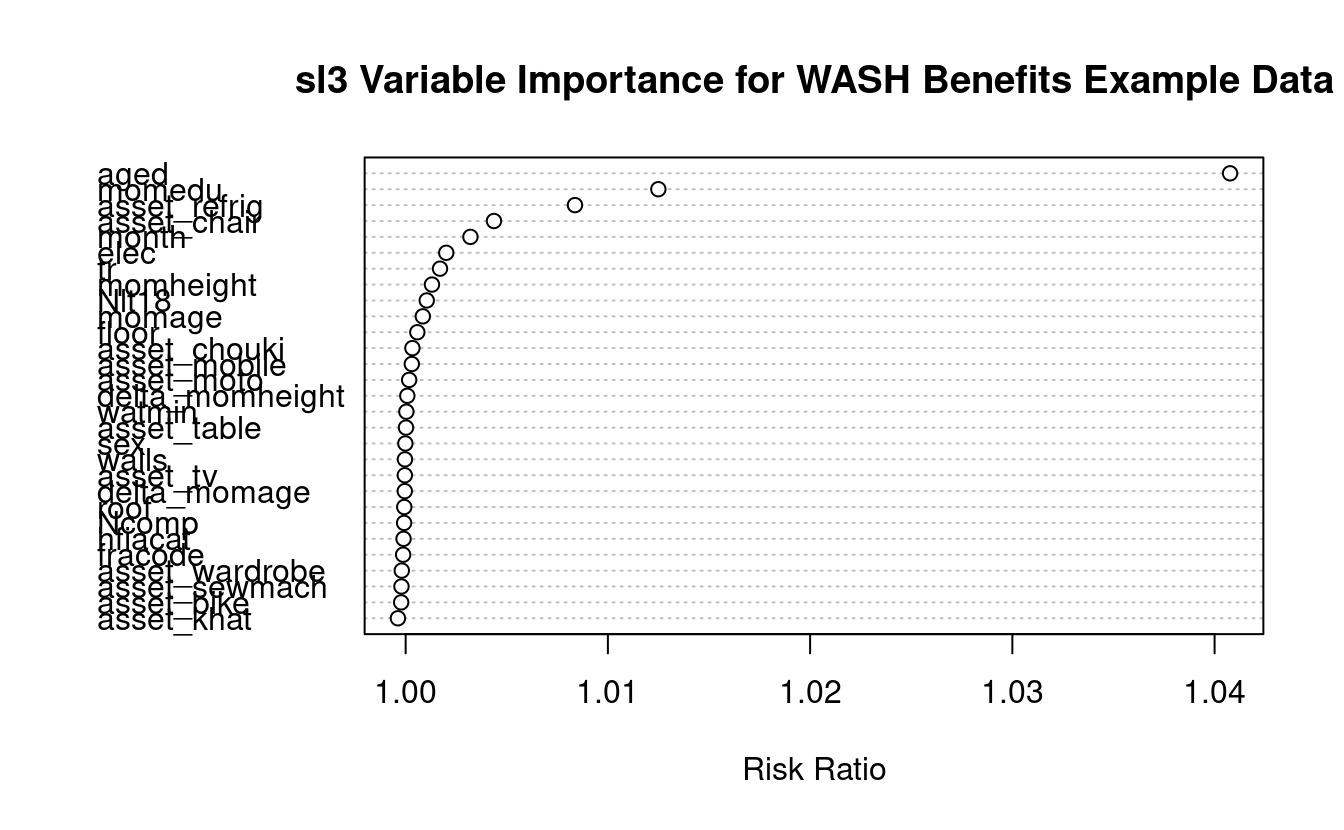 sl3 Variable Importance for WASH Benefits Example Data
aged
momedu
asset_refrig
asset_chair
month
elec
tr
momheight
Nlt18
momage
floor
asset_chouki
asset_mobile
asset_moto
delta_momheight
watmin
asset_table
sex
walls
asset_tv
delta_momage
roof
Ncomp
hfiacat
fracode
asset_wardrobe
asset_sewmach
asset_bike
asset_khat
1.00 1.01 1.02 1.03 1.04
Risk Ratio